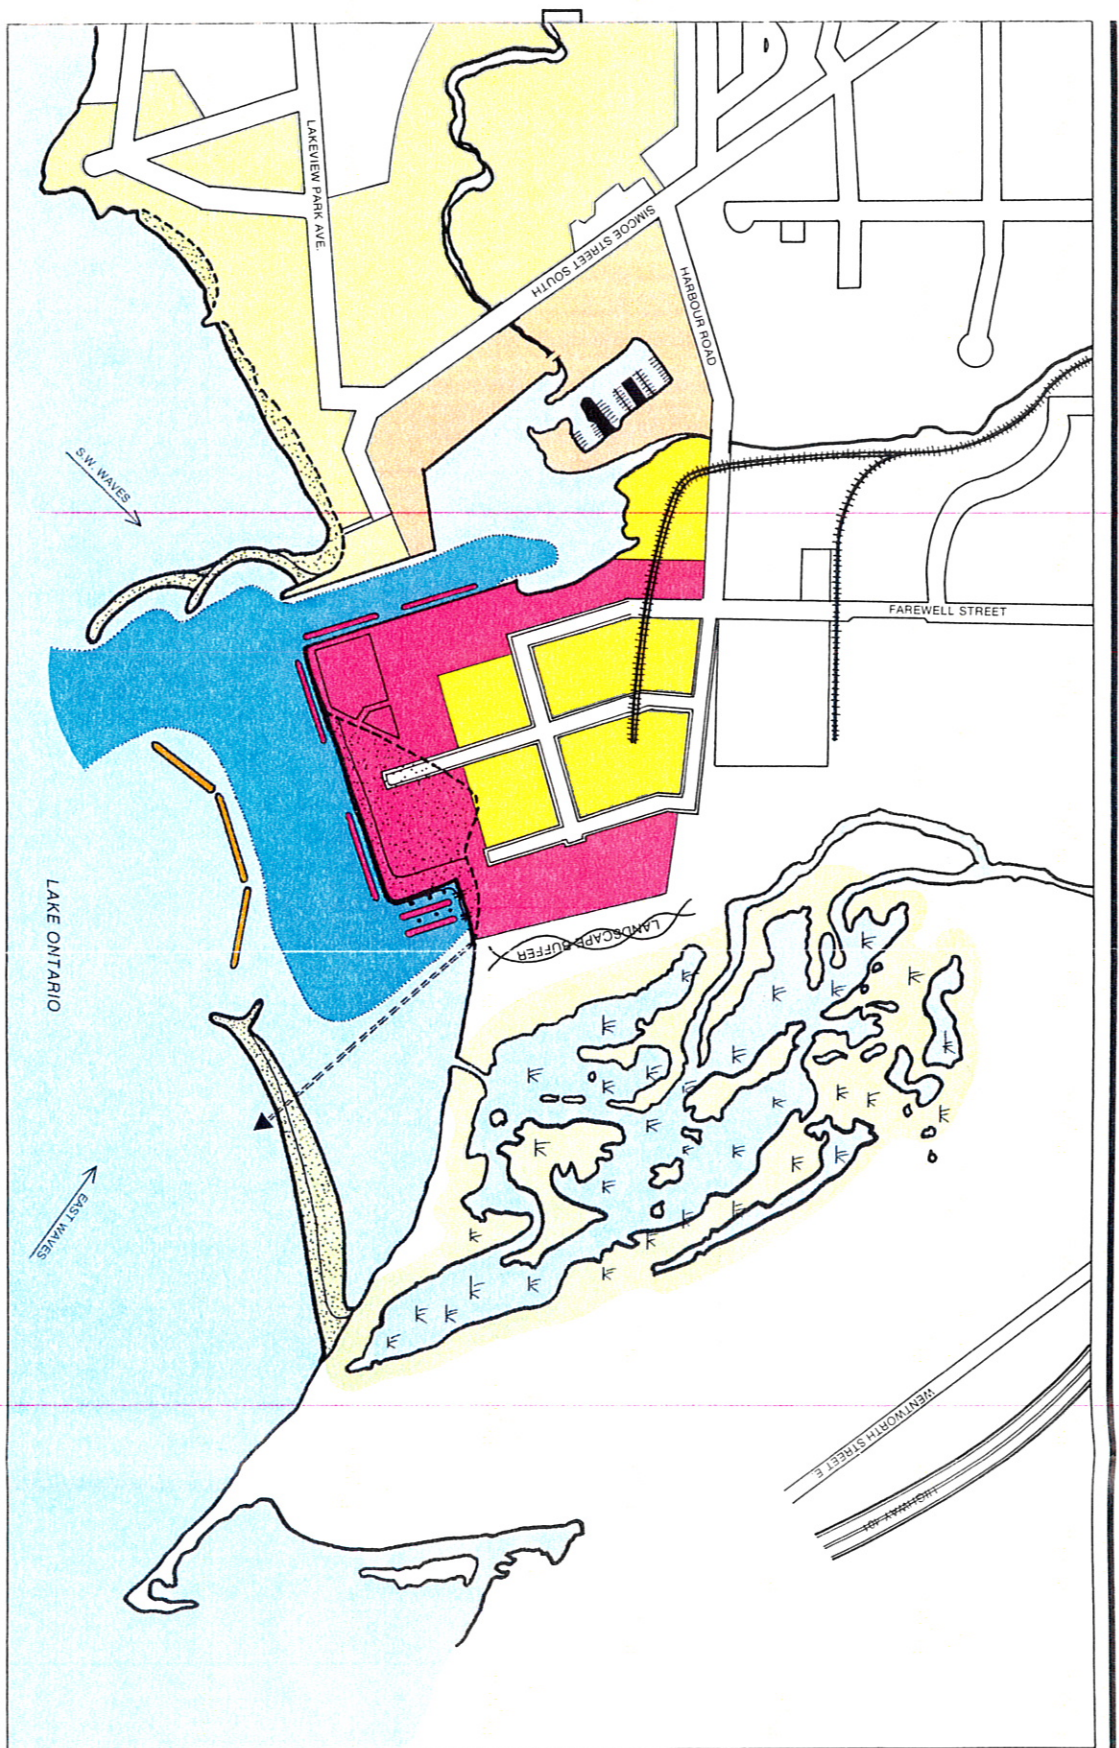 LAKEVIEW PARK AVE.
SIMCOE STREET SOUTH
HARBOUR ROAD
S.W. WAVES
FAREWELL STREET
LANDSCAPE BUFFER
LAKE ONTARIO
EAST WAVES
WENTWORTH STREET E.
HIGHWAY 401